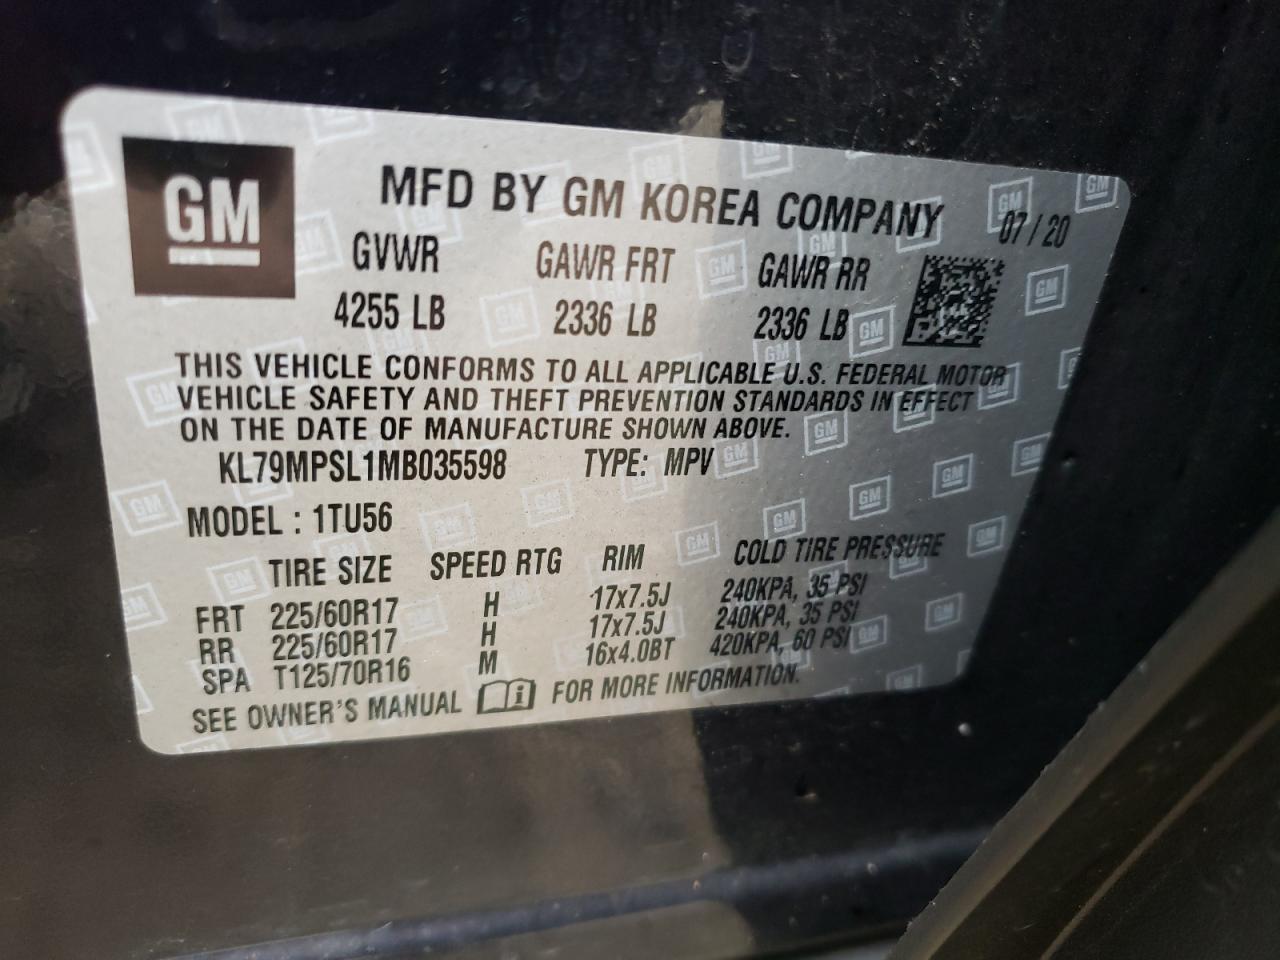 GM
MFD BY GM KOREA COMPANY 07/20
GVWR GAWR FRT GAWR RR
4255 LB 2336 LB 2336 LB
THIS VEHICLE CONFORMS TO ALL APPLICABLE U.S. FEDERAL MOTOR
VEHICLE SAFETY AND THEFT PREVENTION STANDARDS IN EFFECT
ON THE DATE OF MANUFACTURE SHOWN ABOVE.
KL79MPSL1MB035598 TYPE: MPV
MODEL : 1TU56
TIRE SIZE SPEED RTG RIM COLD TIRE PRESSURE
FRT 225/60R17 H 17x7.5J 240KPA, 35 PSI
RR 225/60R17 H 17x7.5J 240KPA, 35 PSI
SPA T125/70R16 M 16x4.0BT 420KPA, 60 PSI
SEE OWNER'S MANUAL i FOR MORE INFORMATION.